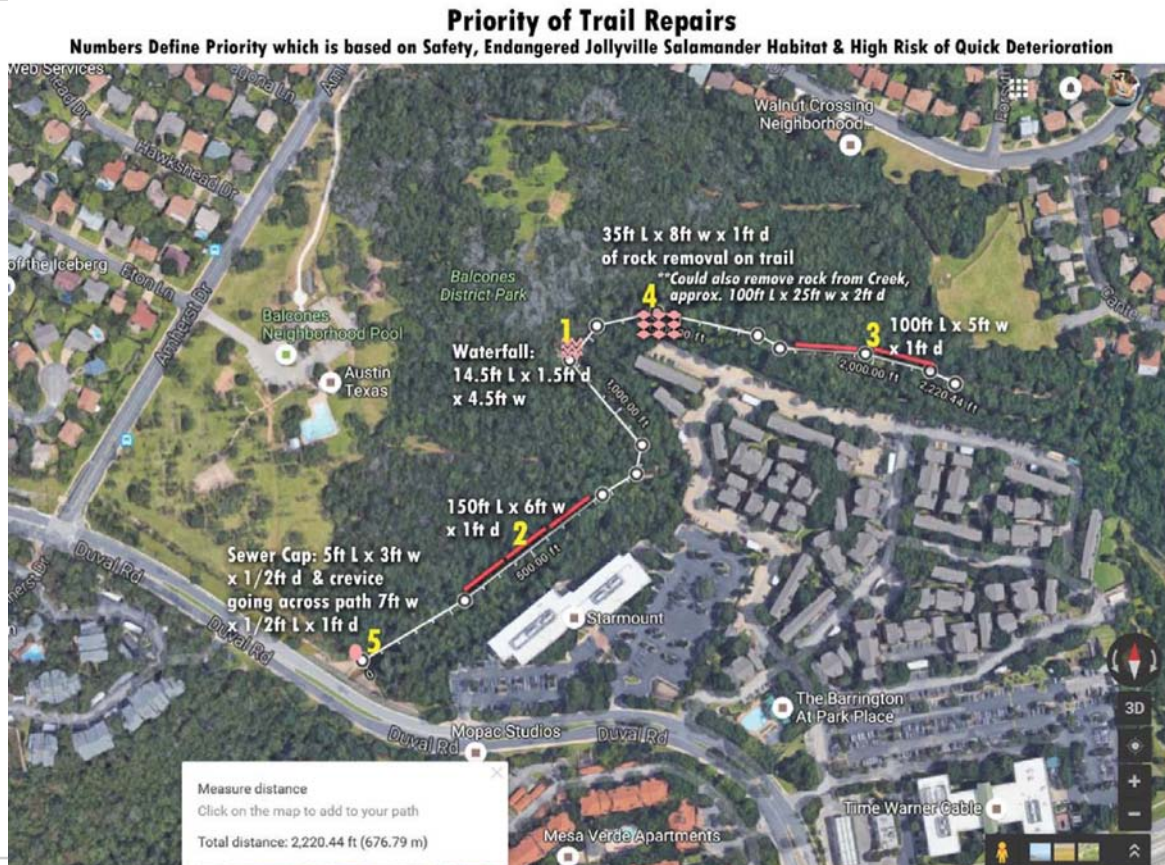 Priority of Trail Repairs
Numbers Define Priority which is based on Safety, Endangered Jollyville Salamander Habitat & High Risk of Quick Deterioration
Web Services
Hawkshead Dr
Walnut Crossing
Neighborhood...
of the Iceberg
Eton Ln
Amherst Dr
Balcones
District Park
35ft L x 8ft w x 1ft d
of rock removal on trail
**Could also remove rock from Creek,
approx. 100ft L x 25ft w x 2ft d
4
1
3
100ft L x 5ft w
x 1ft d
Balcones
Neighborhood Pool
Austin
Texas
Waterfall:
14.5ft L x 1.5ft d
x 4.5ft w
1,000.00 ft
2,000.00 ft
2,220.44 ft
150ft L x 6ft w
x 1ft d
2
500.00 ft
Sewer Cap: 5ft L x 3ft w
x 1/2ft d & crevice
going across path 7ft w
x 1/2ft L x 1ft d
5
0
Starmount
Duval Rd
Duval Rd
Duval Rd
Duval Rd
Mopac Studios
The Barrington
At Park Place
3D
Measure distance
Click on the map to add to your path
Total distance: 2,220.44 ft (676.79 m)
Mesa Verde Apartments
Time Warner Cable